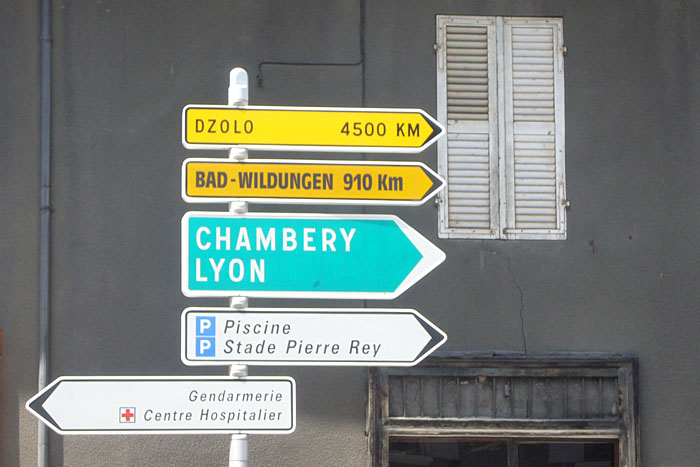 DZOLO 4500 KM
BAD-WILDUNGEN 910 Km
CHAMBERY
LYON
P Piscine
P Stade Pierre Rey
Gendarmerie
Centre Hospitalier